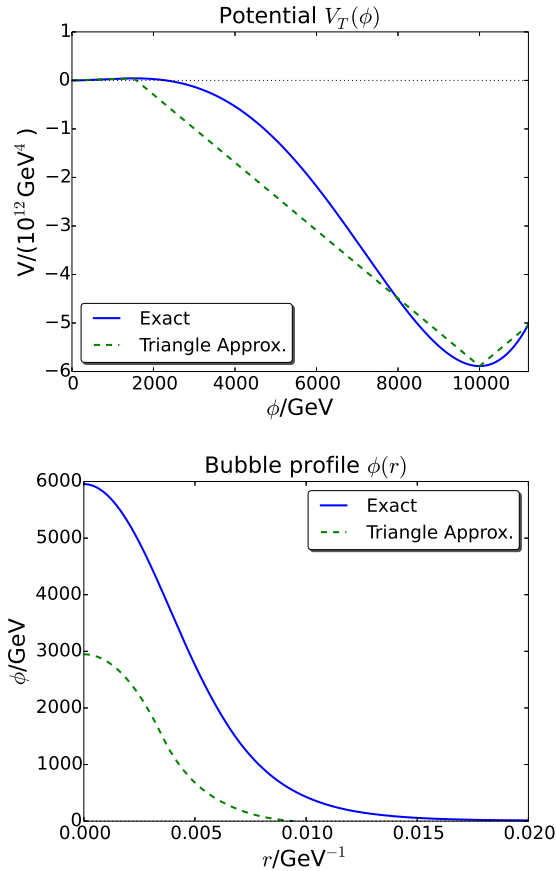 Potential V_T(ϕ)
1
0
−1
−2
−3
−4
−5
−6
V/(10^12 GeV^4)
Exact
Triangle Approx.
0 2000 4000 6000 8000 10000
ϕ/GeV
Bubble profile ϕ(r)
6000
5000
4000
3000
2000
1000
0
ϕ/GeV
Exact
Triangle Approx.
0.000 0.005 0.010 0.015 0.020
r/GeV^−1